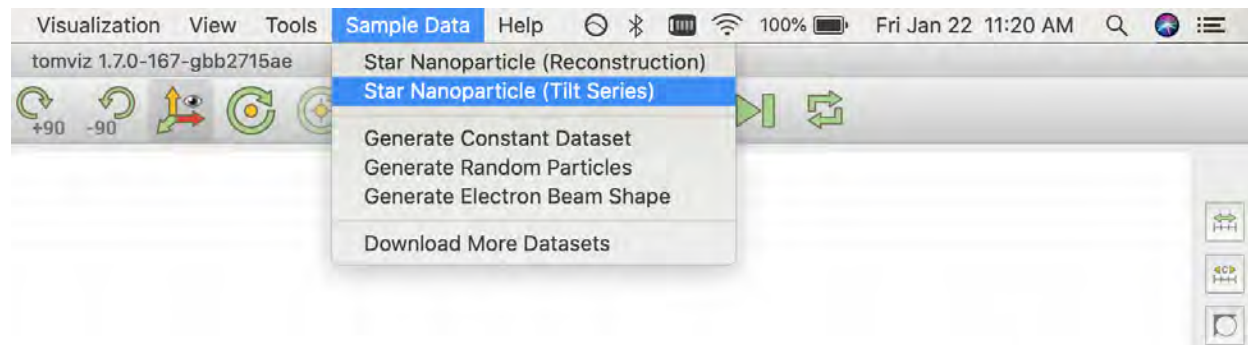 Visualization View Tools Sample Data Help 100% Fri Jan 22 11:20 AM
tomviz 1.7.0-167-gbb2715ae
Star Nanoparticle (Reconstruction)
Star Nanoparticle (Tilt Series)
+90 -90
Generate Constant Dataset
Generate Random Particles
Generate Electron Beam Shape
Download More Datasets
C